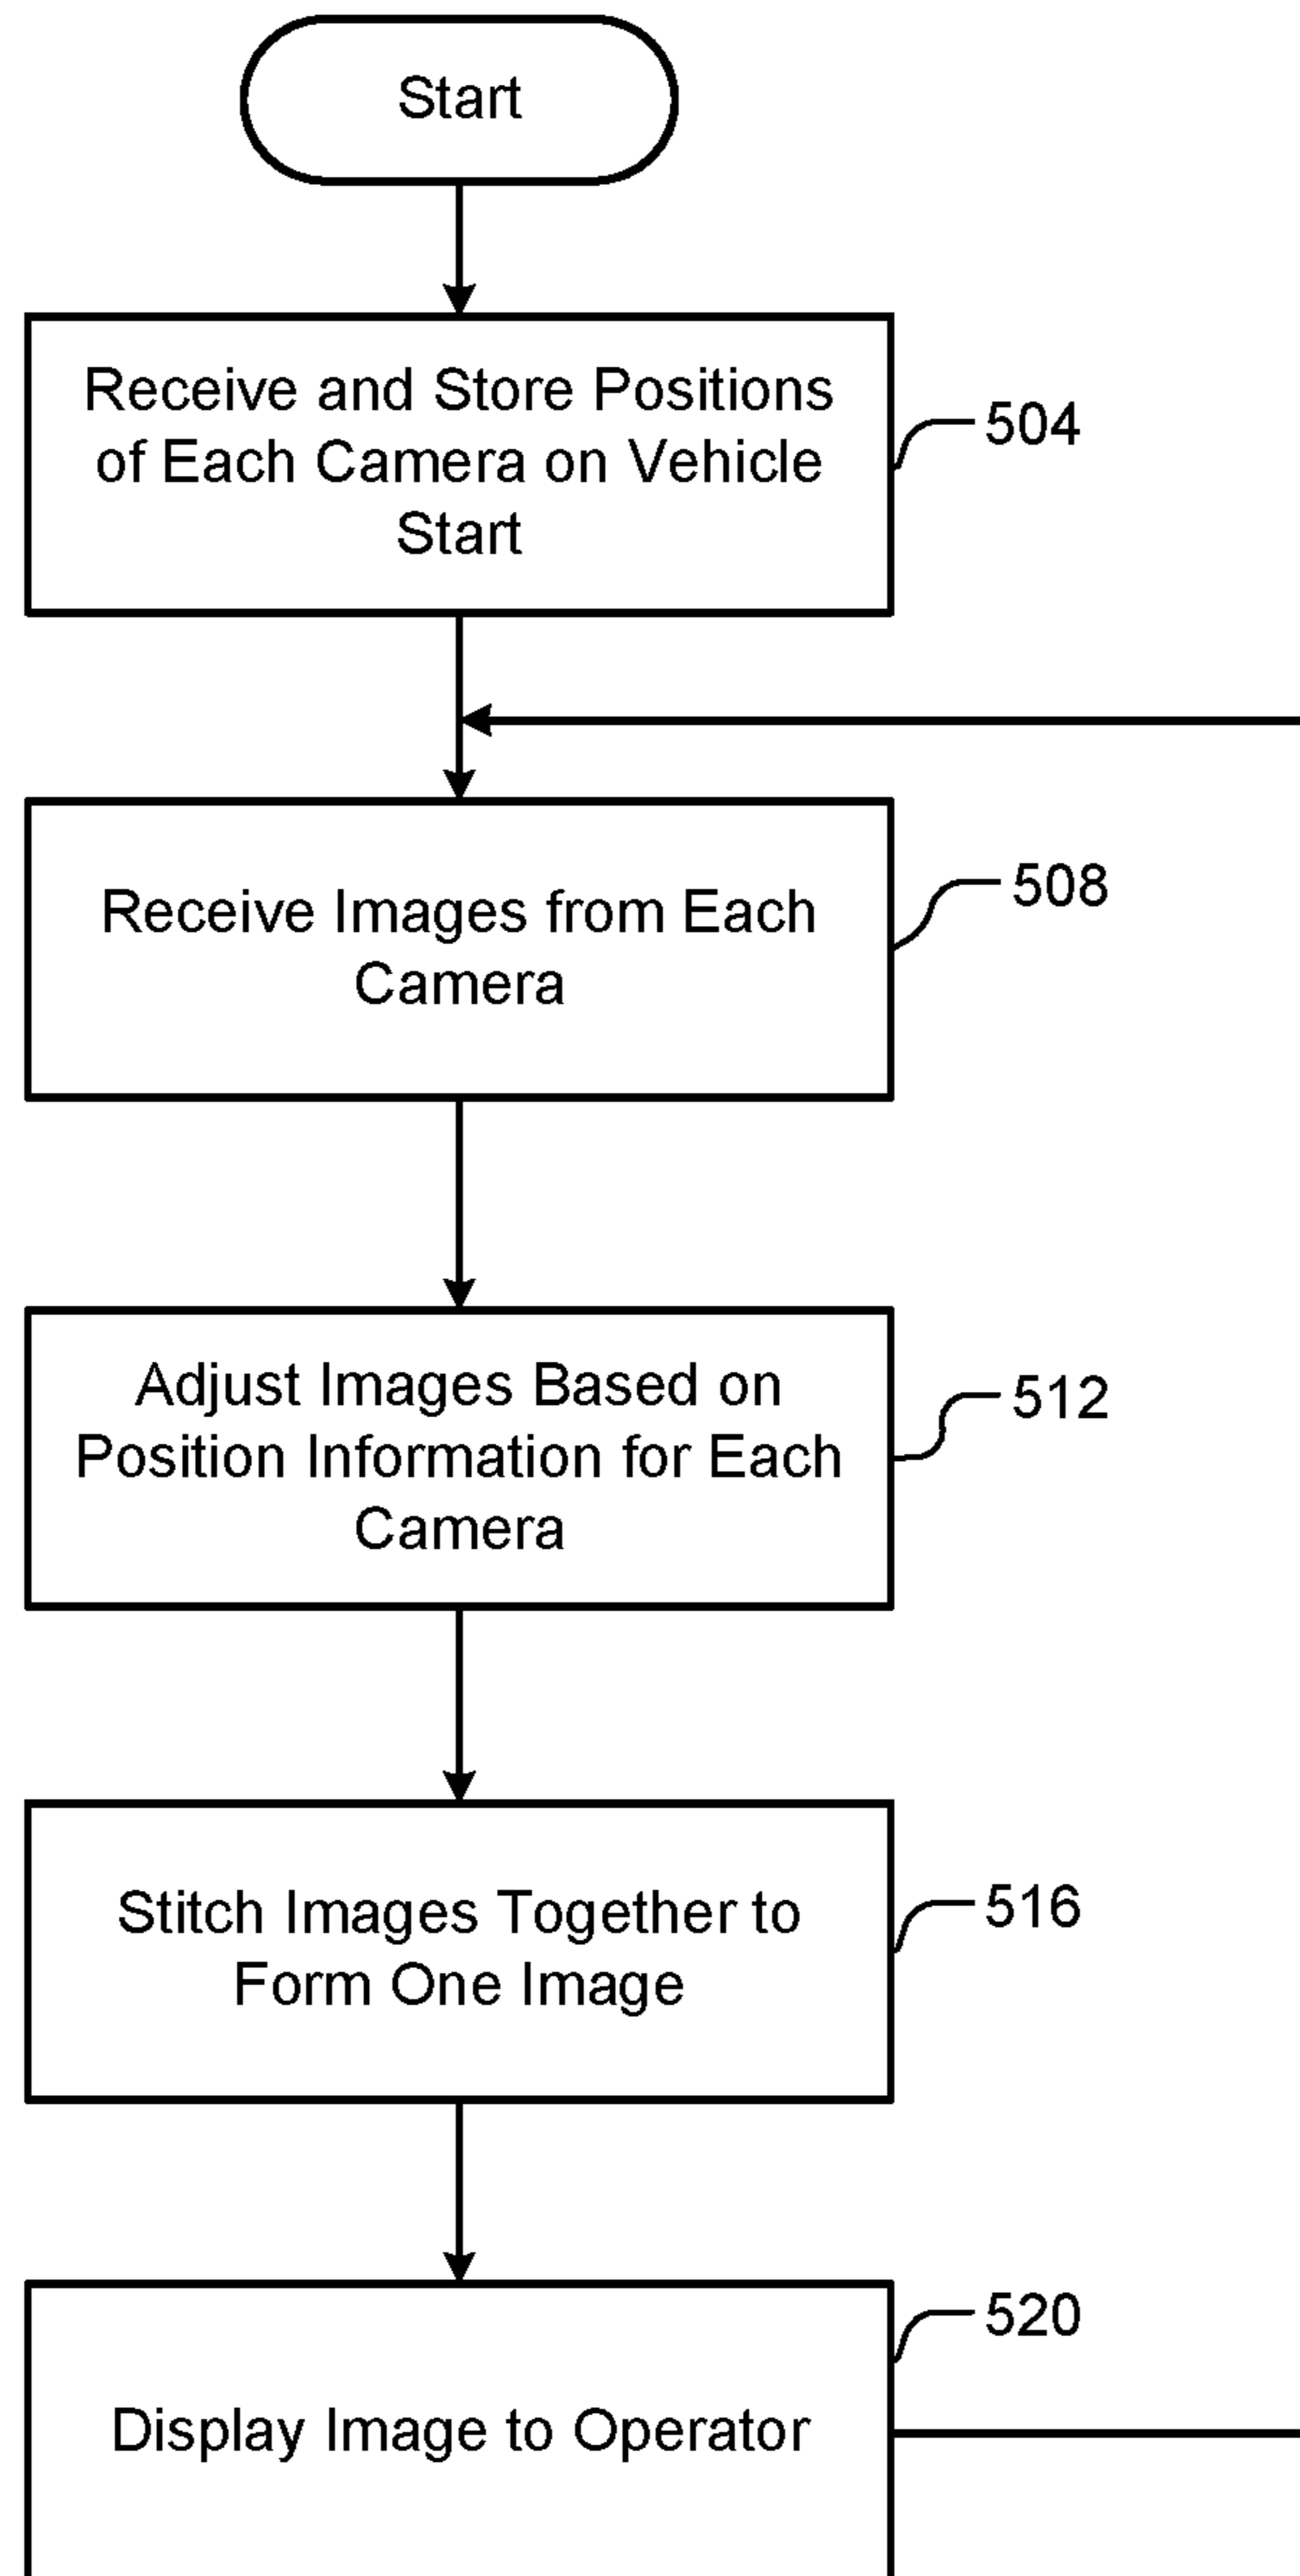 Start
Receive and Store Positions
of Each Camera on Vehicle
Start
504
Receive Images from Each
Camera
508
Adjust Images Based on
Position Information for Each
Camera
512
Stitch Images Together to
Form One Image
516
Display Image to Operator
520